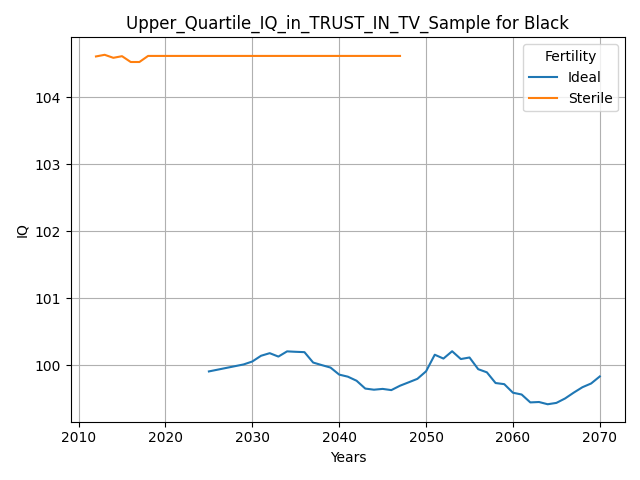 Upper_Quartile_IQ_in_TRUST_IN_TV_Sample for Black
Fertility
Ideal
Sterile
IQ
104
103
102
101
100
2010
2020
2030
2040
2050
2060
2070
Years